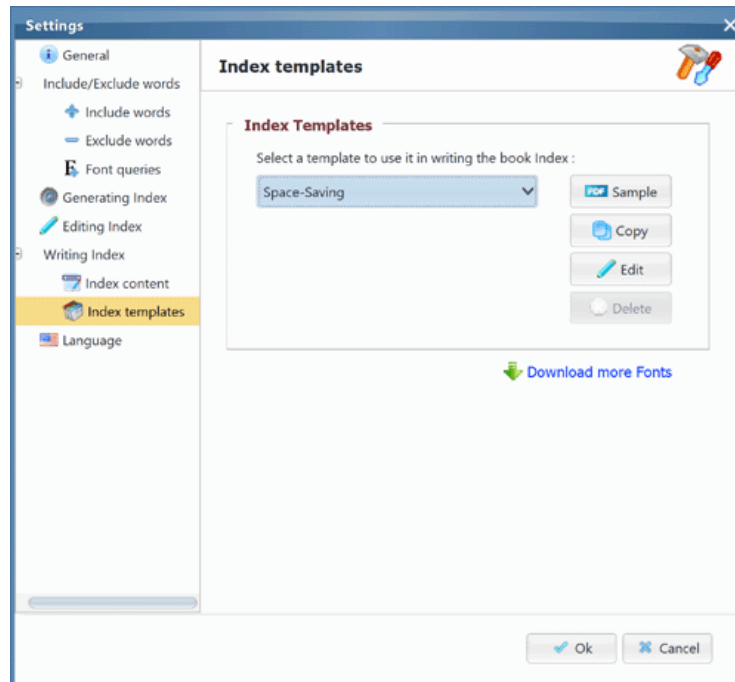 Settings
General
Include/Exclude words
Include words
Exclude words
Font queries
Generating Index
Editing Index
Writing Index
Index content
Index templates
Language
Index templates
Index Templates
Select a template to use it in writing the book Index :
Space-Saving
PDF Sample
Copy
Edit
Delete
Download more Fonts
Ok
Cancel